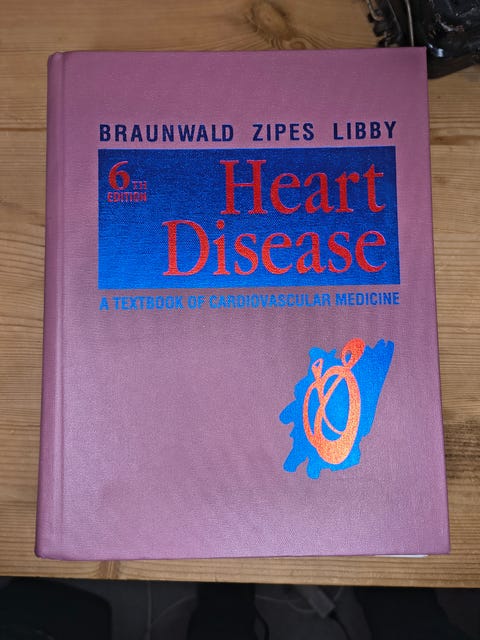 BRAUNWALD ZIPES LIBBY
6TH EDITION
Heart
Disease
A TEXTBOOK OF CARDIOVASCULAR MEDICINE